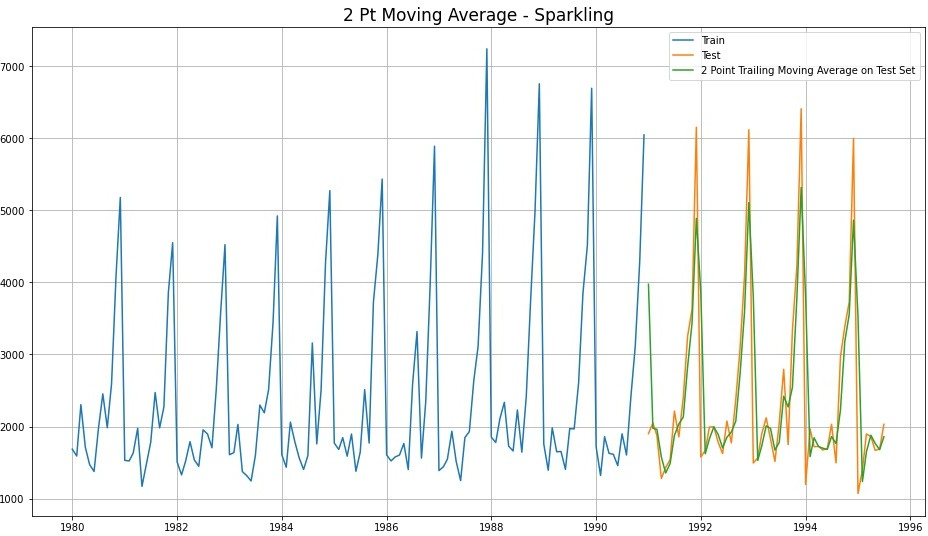 2 Pt Moving Average - Sparkling
Train
Test
2 Point Trailing Moving Average on Test Set
7000
6000
5000
4000
3000
2000
1000
1980 1982 1984 1986 1988 1990 1992 1994 1996